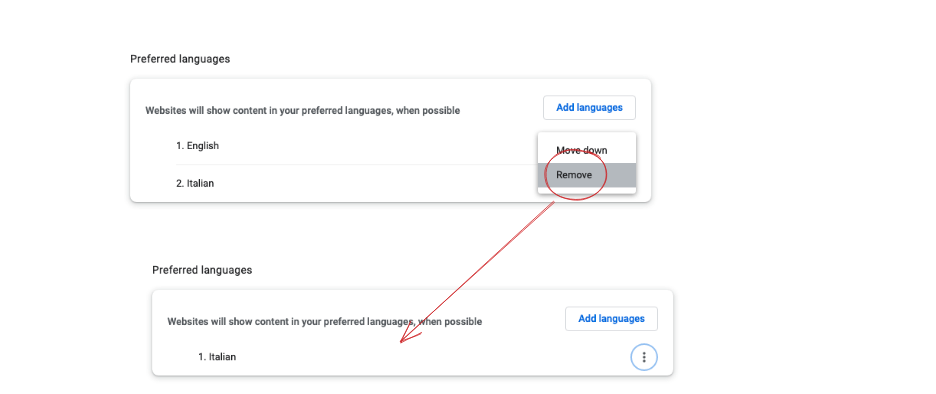 Preferred languages
Websites will show content in your preferred languages, when possible
Add languages
1. English
Move down
Remove
2. Italian
Preferred languages
Websites will show content in your preferred languages, when possible
Add languages
1. Italian